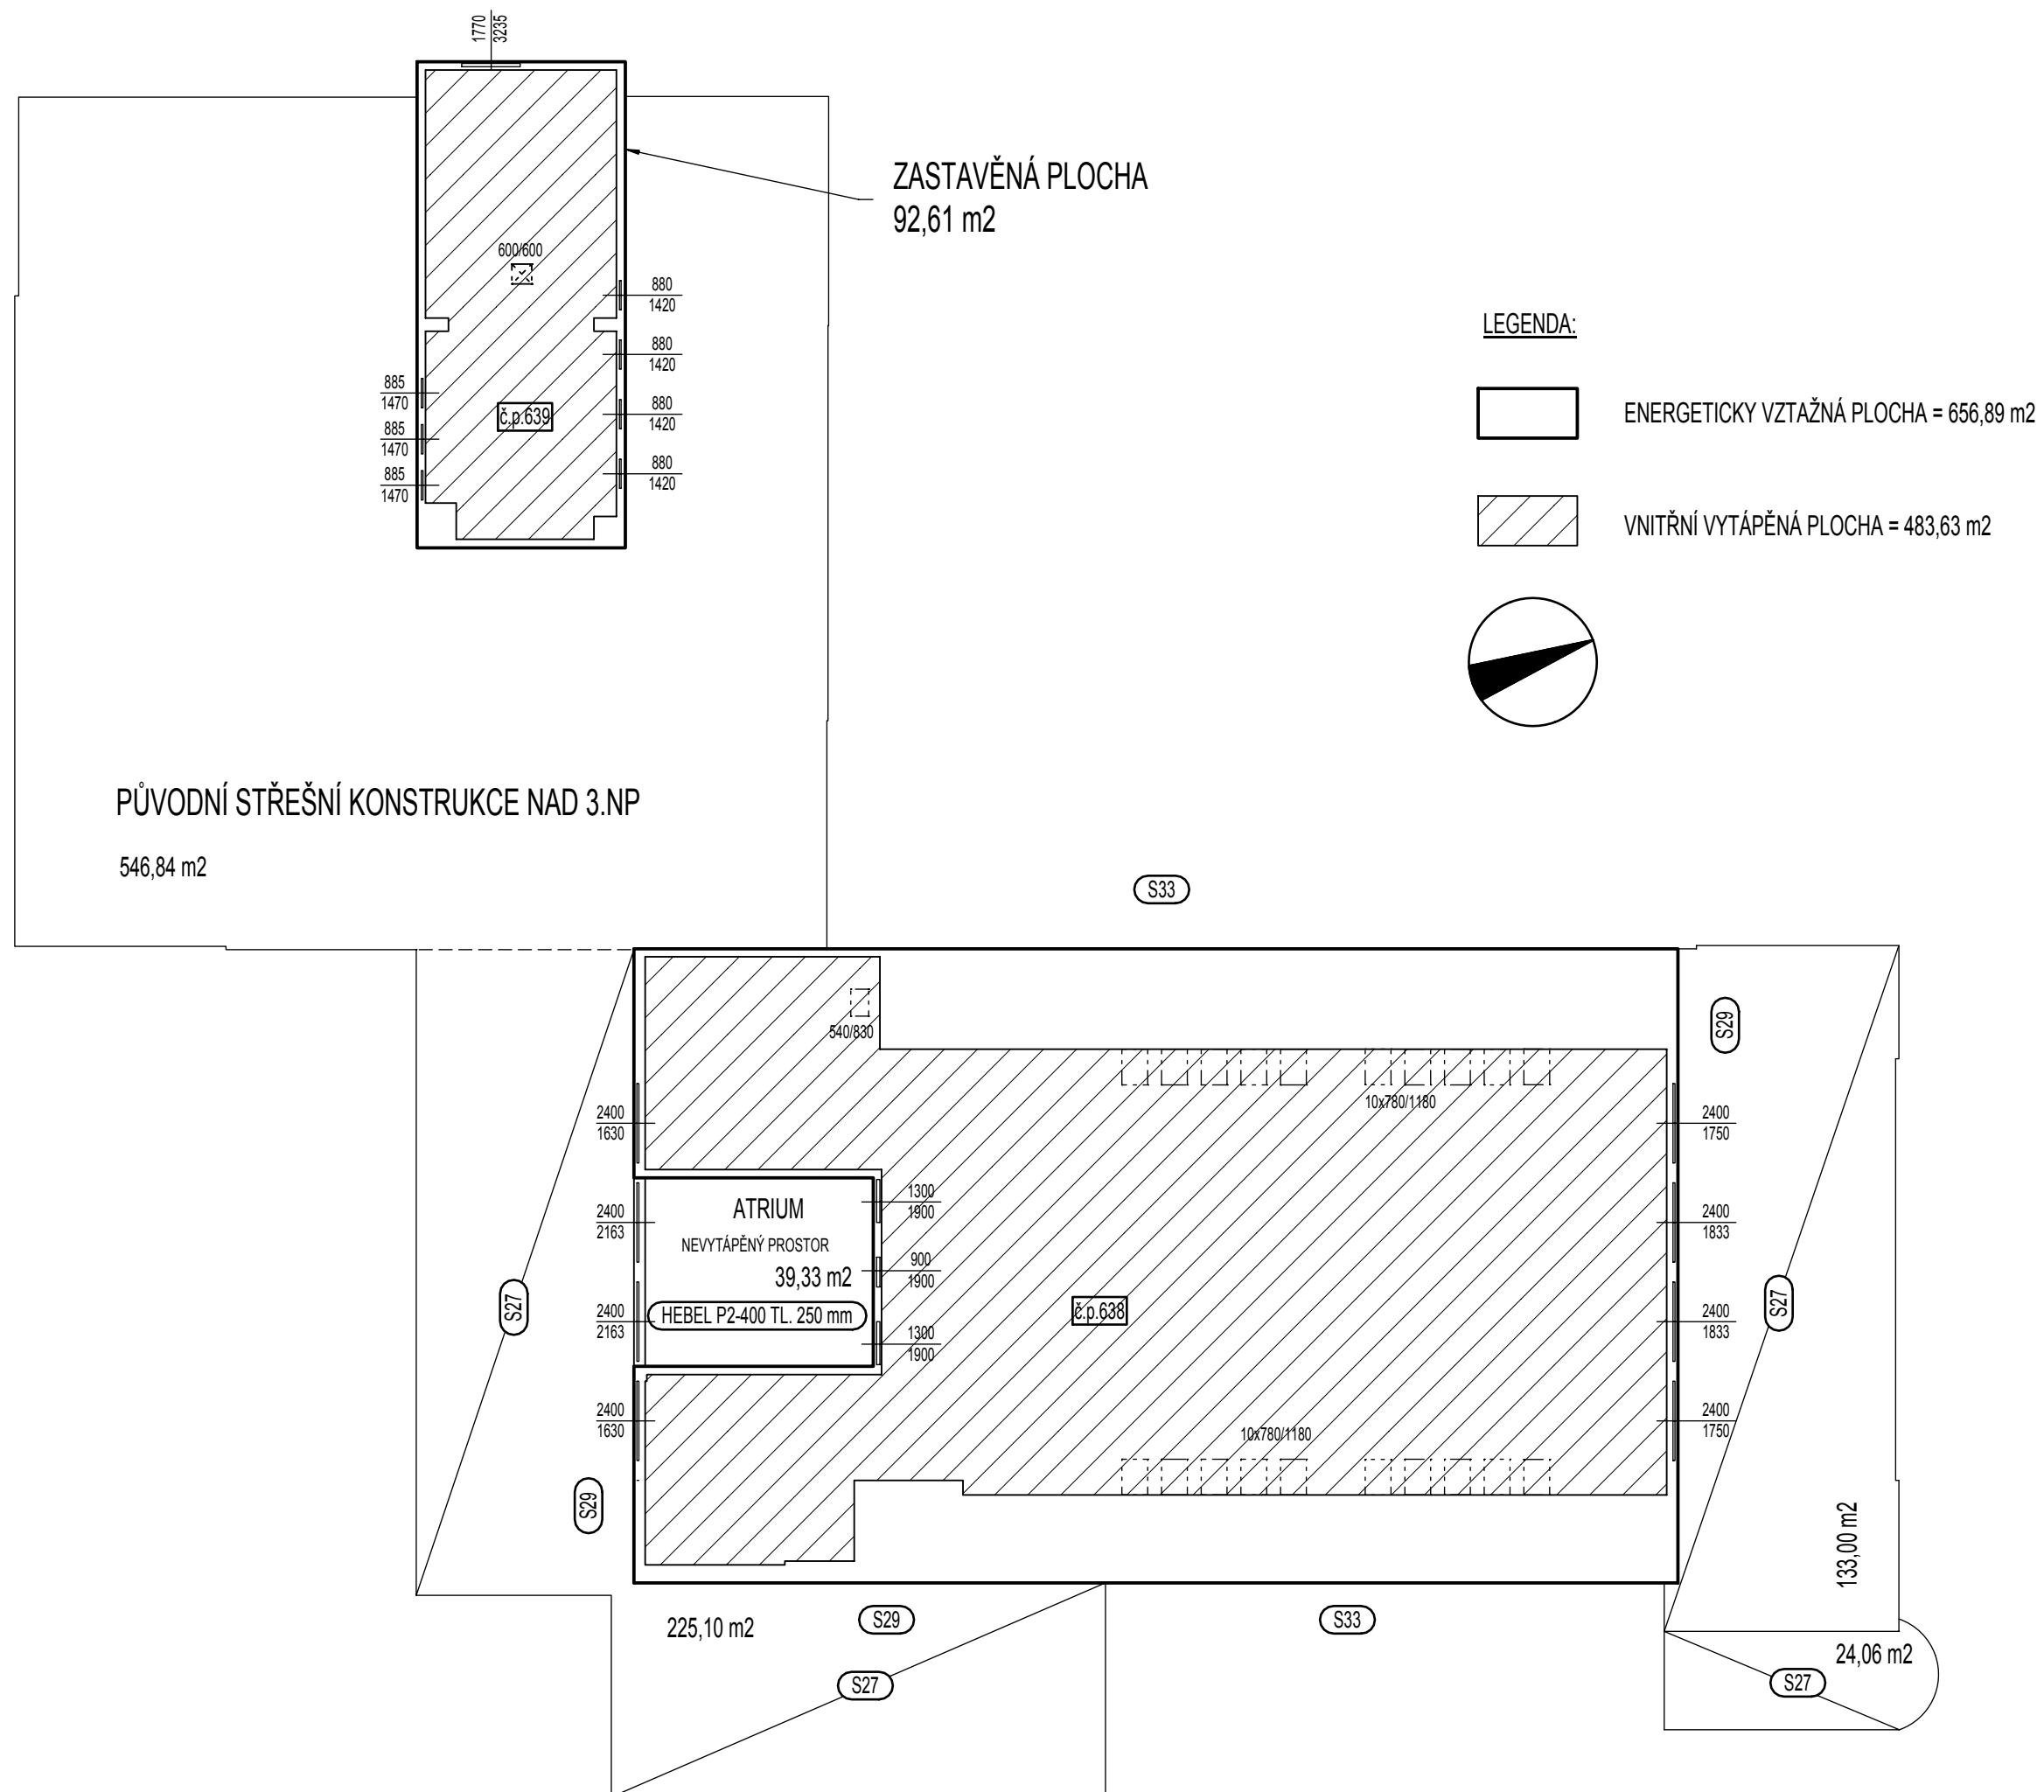 1770
3235
ZASTAVĚNÁ PLOCHA
92,61 m2
600/600
880
1420
880
1420
880
1420
880
1420
885
1470
885
1470
885
1470
č.p.639
LEGENDA:
ENERGETICKY VZTAŽNÁ PLOCHA = 656,89 m2
VNITŘNÍ VYTÁPĚNÁ PLOCHA = 483,63 m2
PŮVODNÍ STŘEŠNÍ KONSTRUKCE NAD 3.NP
546,84 m2
S33
S29
540/830
10x780/1180
2400
1630
2400
1750
ATRIUM
NEVYTÁPĚNÝ PROSTOR
39,33 m2
HEBEL P2-400 TL. 250 mm
2400
2163
2400
2163
1300
1900
900
1900
1300
1900
č.p.638
2400
1833
2400
1833
S27
S27
2400
1630
10x780/1180
2400
1750
S29
133,00 m2
225,10 m2
S29
S33
S27
24,06 m2
S27